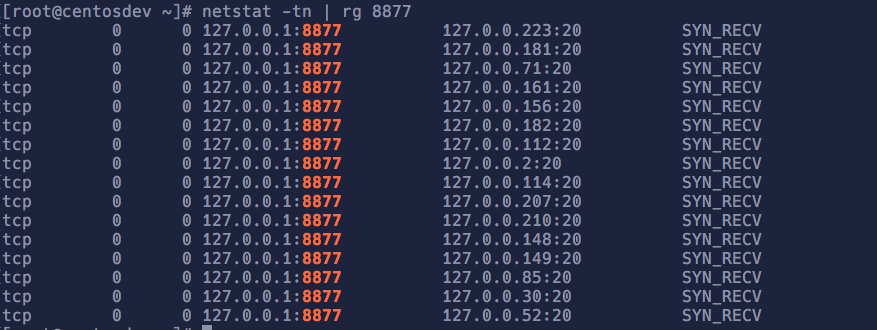 [root@centosdev ~]# netstat -tn | rg 8877
tcp 0 0 127.0.0.1:8877 127.0.0.223:20 SYN_RECV
tcp 0 0 127.0.0.1:8877 127.0.0.181:20 SYN_RECV
tcp 0 0 127.0.0.1:8877 127.0.0.71:20 SYN_RECV
tcp 0 0 127.0.0.1:8877 127.0.0.161:20 SYN_RECV
tcp 0 0 127.0.0.1:8877 127.0.0.156:20 SYN_RECV
tcp 0 0 127.0.0.1:8877 127.0.0.182:20 SYN_RECV
tcp 0 0 127.0.0.1:8877 127.0.0.112:20 SYN_RECV
tcp 0 0 127.0.0.1:8877 127.0.0.2:20 SYN_RECV
tcp 0 0 127.0.0.1:8877 127.0.0.114:20 SYN_RECV
tcp 0 0 127.0.0.1:8877 127.0.0.207:20 SYN_RECV
tcp 0 0 127.0.0.1:8877 127.0.0.210:20 SYN_RECV
tcp 0 0 127.0.0.1:8877 127.0.0.148:20 SYN_RECV
tcp 0 0 127.0.0.1:8877 127.0.0.149:20 SYN_RECV
tcp 0 0 127.0.0.1:8877 127.0.0.85:20 SYN_RECV
tcp 0 0 127.0.0.1:8877 127.0.0.30:20 SYN_RECV
tcp 0 0 127.0.0.1:8877 127.0.0.52:20 SYN_RECV